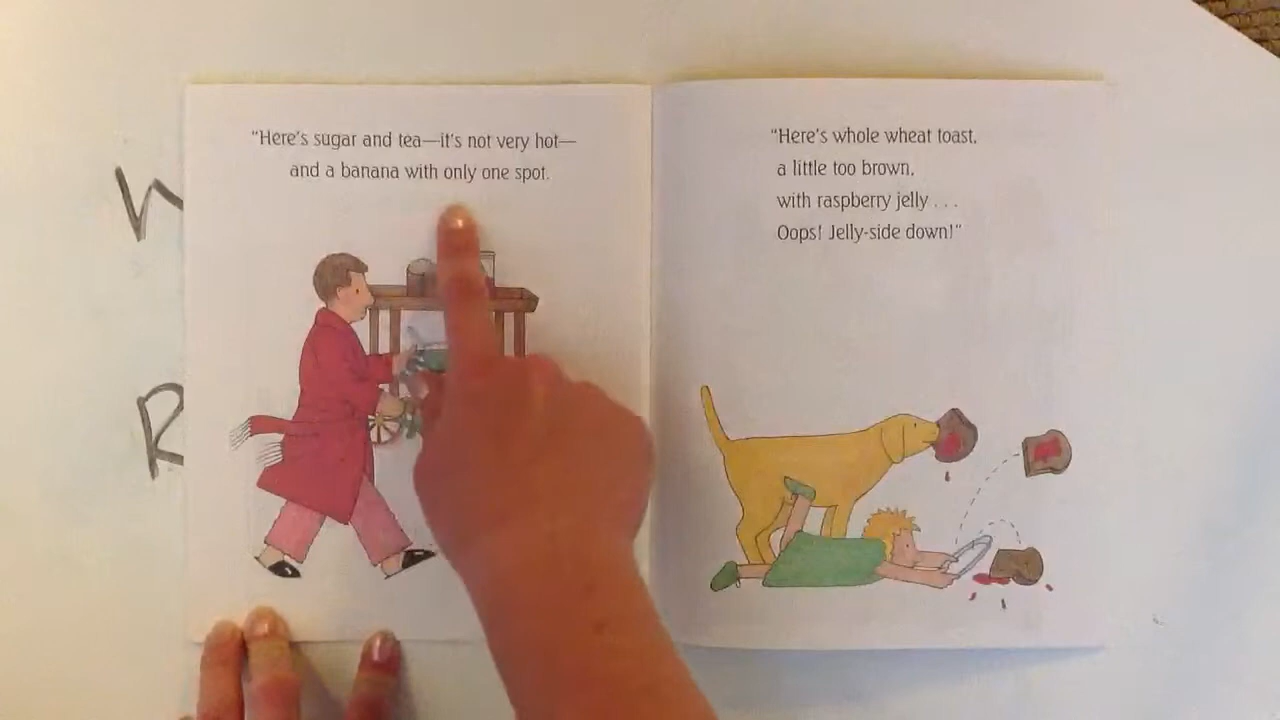 “Here’s sugar and tea—it’s not very hot—
and a banana with only one spot.
“Here’s whole wheat toast,
a little too brown,
with raspberry jelly . . .
Oops! Jelly-side down!”
W
R